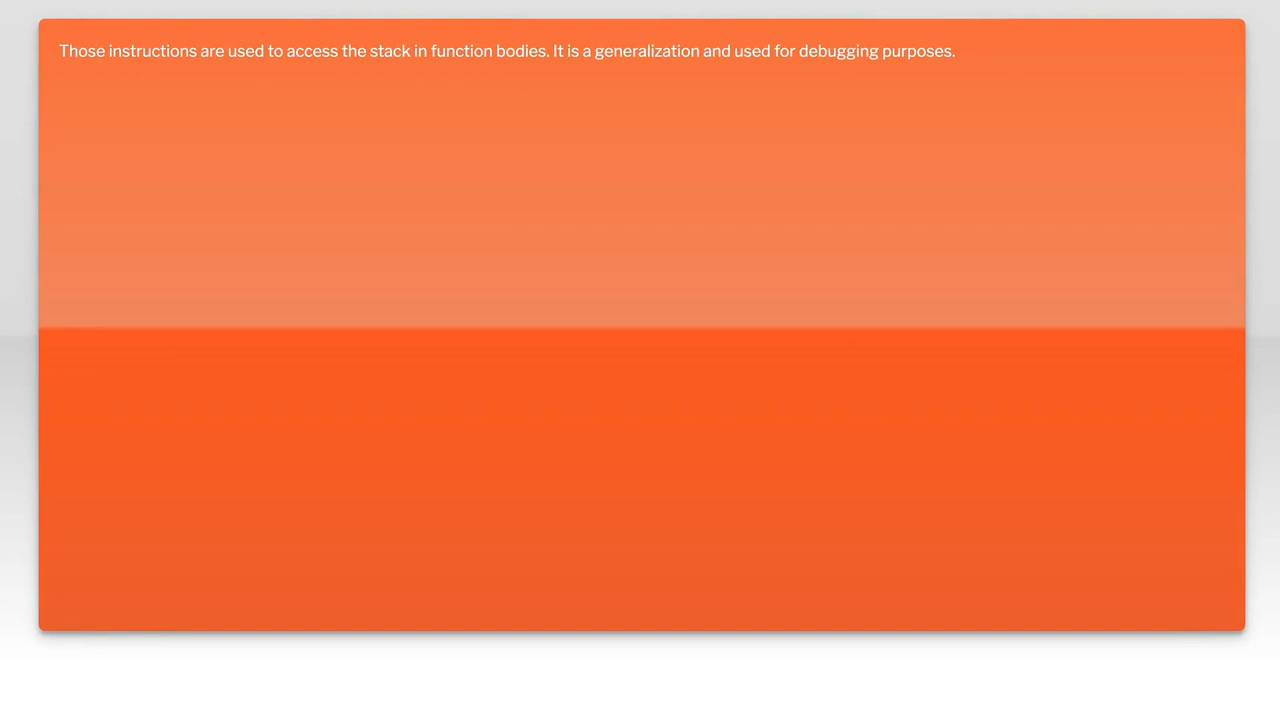 Those instructions are used to access the stack in function bodies. It is a generalization and used for debugging purposes.